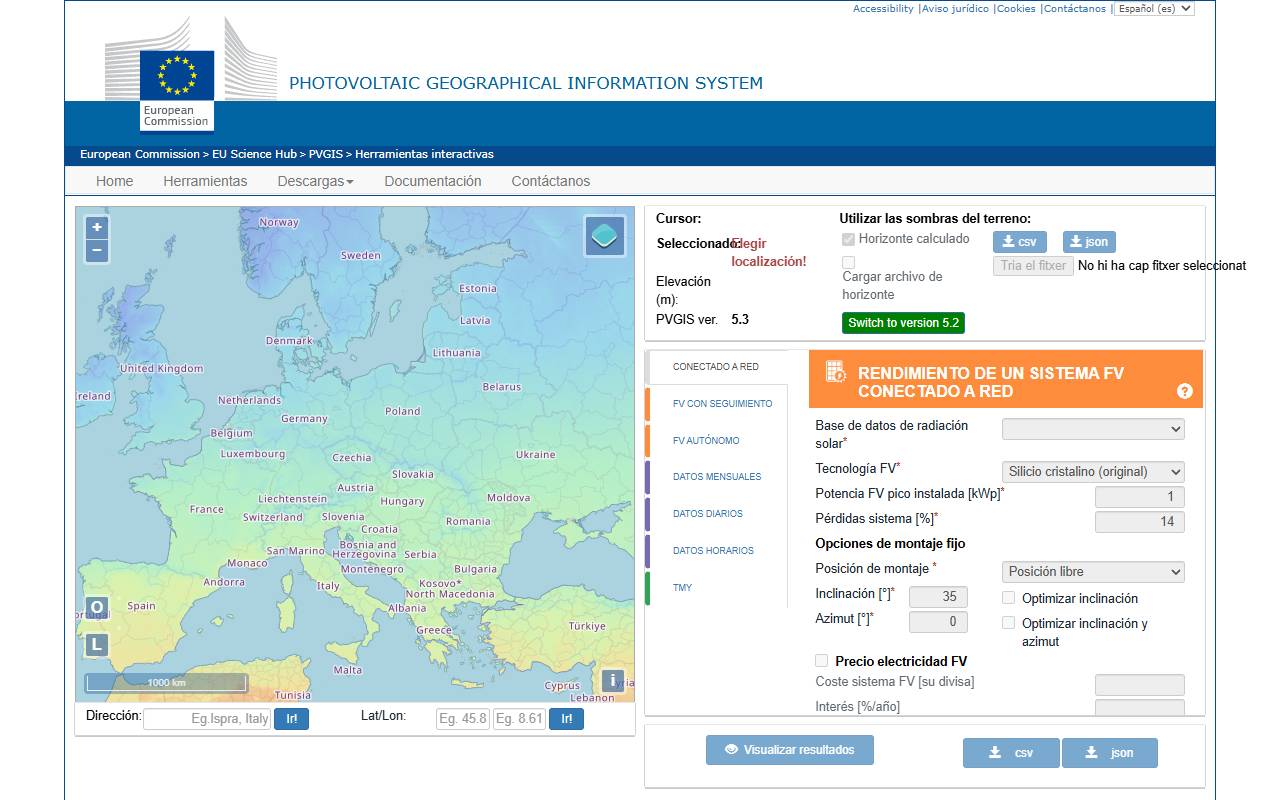 Accessibility |Aviso jurídico |Cookies |Contáctanos | Español (es)
PHOTOVOLTAIC GEOGRAPHICAL INFORMATION SYSTEM
European
Commission
European Commission > EU Science Hub > PVGIS > Herramientas interactivas
Home Herramientas Descargas Documentación Contáctanos
+
−
Norway
Sweden
Estonia
Latvia
Denmark
Lithuania
United Kingdom
Ireland
Belarus
Netherlands
Poland
Germany
Belgium
Luxembourg
Czechia
Ukraine
Slovakia
Austria
Liechtenstein
Hungary
Moldova
France
Switzerland
Slovenia
Romania
Croatia
San Marino
Bosnia and
Herzegovina
Serbia
Monaco
Montenegro
Bulgaria
Andorra
Italy
Kosovo*
North Macedonia
Spain
Albania
Greece
Türkiye
Malta
Cyprus
Tunisia
Lebanon
O
L
1000 km
i
Dirección: Eg.Ispra, Italy Ir! Lat/Lon: Eg. 45.8 Eg. 8.61 Ir!
Cursor:
Seleccionado: Elegir
localización!
Elevación
(m):
PVGIS ver. 5.3
Utilizar las sombras del terreno:
Horizonte calculado csv json
Tria el fitxer No hi ha cap fitxer seleccionat
Cargar archivo de
horizonte
Switch to version 5.2
CONECTADO A RED
FV CON SEGUIMIENTO
FV AUTÓNOMO
DATOS MENSUALES
DATOS DIARIOS
DATOS HORARIOS
TMY
RENDIMIENTO DE UN SISTEMA FV
CONECTADO A RED ?
Base de datos de radiación
solar*
Tecnología FV* Silicio cristalino (original)
Potencia FV pico instalada [kWp]* 1
Pérdidas sistema [%]* 14
Opciones de montaje fijo
Posición de montaje * Posición libre
Inclinación [°]* 35 Optimizar inclinación
Azimut [°]* 0 Optimizar inclinación y
azimut
Precio electricidad FV
Coste sistema FV [su divisa]
Interés [%/año]
Visualizar resultados csv json